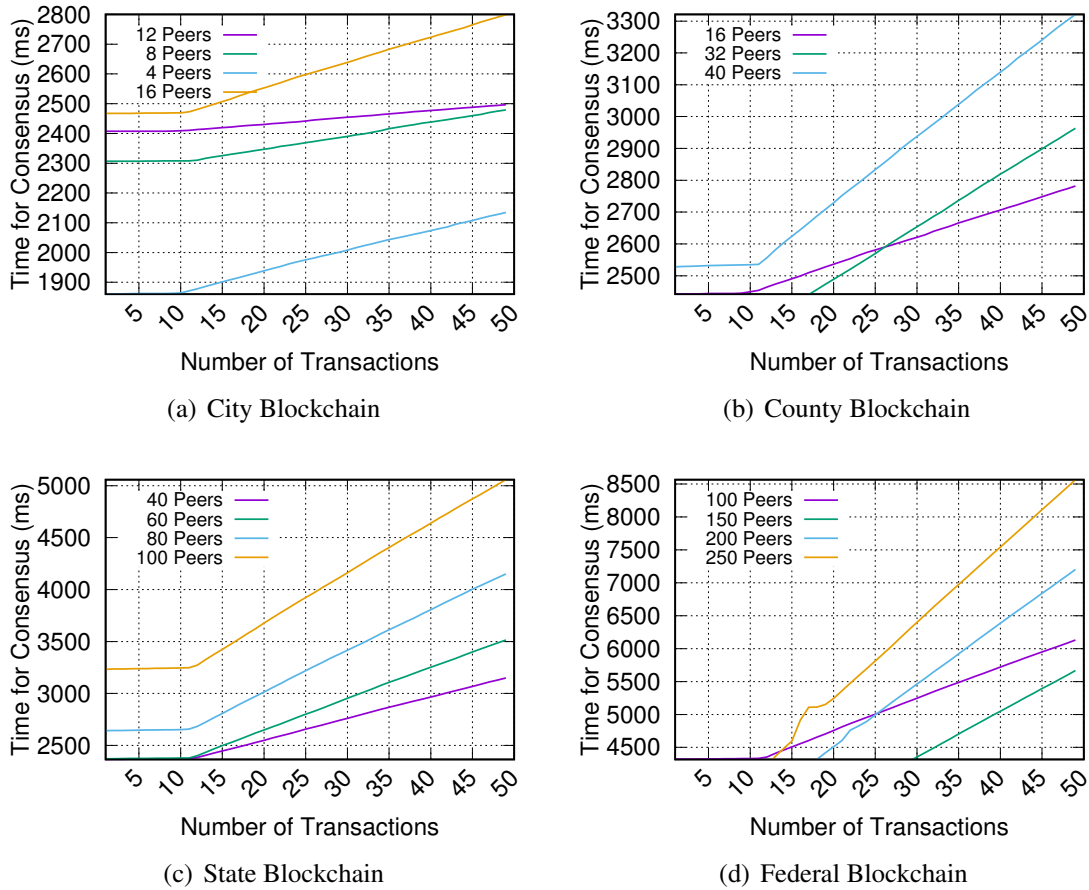 Time for Consensus (ms)
2800
2700
2600
2500
2400
2300
2200
2100
2000
1900
12 Peers
8 Peers
4 Peers
16 Peers
5 10 15 20 25 30 35 40 45 50
Number of Transactions
(a) City Blockchain
Time for Consensus (ms)
3300
3200
3100
3000
2900
2800
2700
2600
2500
16 Peers
32 Peers
40 Peers
5 10 15 20 25 30 35 40 45 50
Number of Transactions
(b) County Blockchain
Time for Consensus (ms)
5000
4500
4000
3500
3000
2500
40 Peers
60 Peers
80 Peers
100 Peers
5 10 15 20 25 30 35 40 45 50
Number of Transactions
(c) State Blockchain
Time for Consensus (ms)
8500
8000
7500
7000
6500
6000
5500
5000
4500
100 Peers
150 Peers
200 Peers
250 Peers
5 10 15 20 25 30 35 40 45 50
Number of Transactions
(d) Federal Blockchain